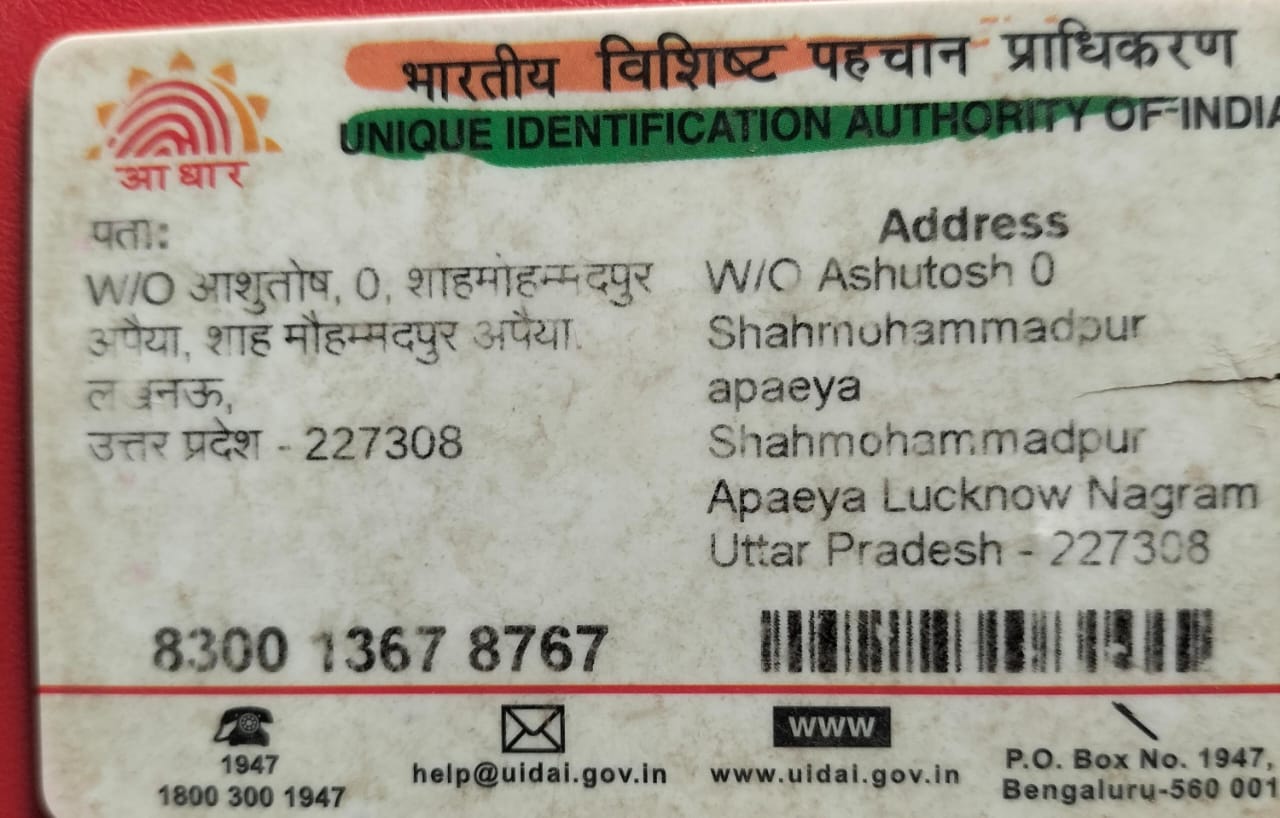 भारतीय विशिष्ट पहचान प्राधिकरण
UNIQUE IDENTIFICATION AUTHORITY OF INDIA
आधार
पता:
W/O आशुतोष, 0, शाहमोहम्मदपुर
अपैया, शाह मौहम्मदपुर अपैया,
लखनऊ,
उत्तर प्रदेश - 227308
Address
W/O Ashutosh 0
Shahmohammadpur
apaeya
Shahmohammadpur
Apaeya Lucknow Nagram
Uttar Pradesh - 227308
8300 1367 8767
1947
1800 300 1947
help@uidai.gov.in
www
www.uidai.gov.in
P.O. Box No. 1947,
Bengaluru-560 001